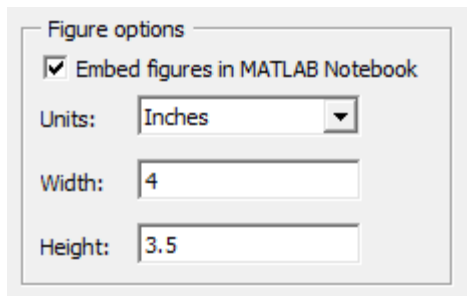 Figure options
Embed figures in MATLAB Notebook
Units: Inches
Width: 4
Height: 3.5